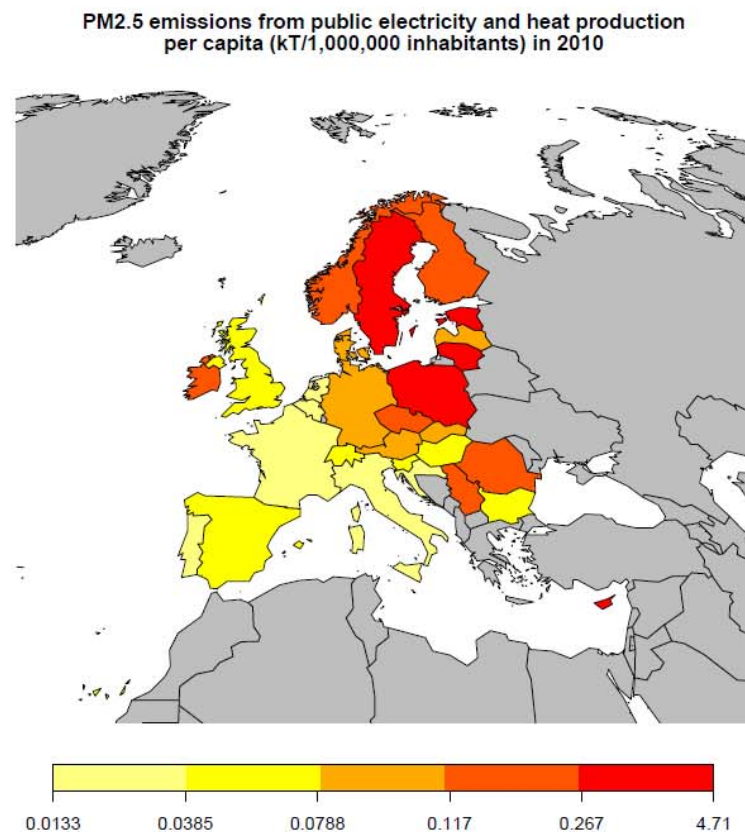 PM2.5 emissions from public electricity and heat production
per capita (kT/1,000,000 inhabitants) in 2010
0.0133 0.0385 0.0788 0.117 0.267 4.71